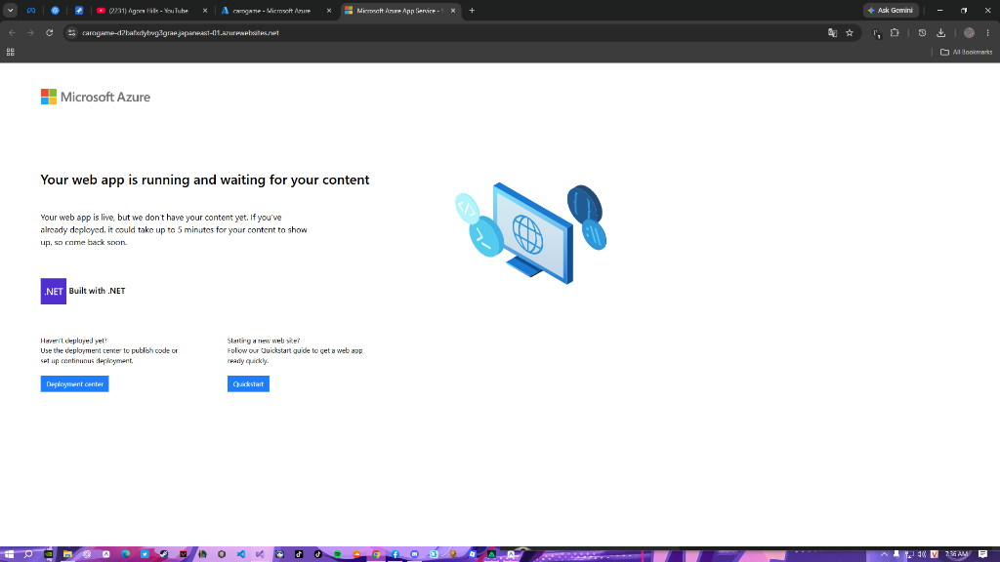 (2231) Agora Hills - YouTube
carogame - Microsoft Azure
Microsoft Azure App Service -
Ask Gemini
carogame-d2bafxdybvg3grae.japaneast-01.azurewebsites.net
All Bookmarks
Microsoft Azure
Your web app is running and waiting for your content
Your web app is live, but we don't have your content yet. If you've
already deployed, it could take up to 5 minutes for your content to show
up, so come back soon.
.NET Built with .NET
Haven't deployed yet?
Use the deployment center to publish code or
set up continuous deployment.
Deployment center
Starting a new web site?
Follow our Quickstart guide to get a web app
ready quickly.
Quickstart
7:36 AM